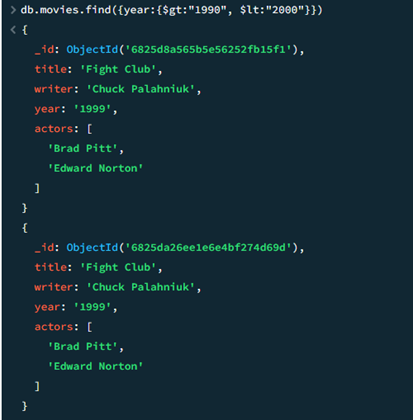 > db.movies.find({year:{$gt:"1990", $lt:"2000"}})
< {
_id: ObjectId('6825d8a565b5e56252fb15f1'),
title: 'Fight Club',
writer: 'Chuck Palahniuk',
year: '1999',
actors: [
'Brad Pitt',
'Edward Norton'
]
}
{
_id: ObjectId('6825da26ee1e6e4bf274d69d'),
title: 'Fight Club',
writer: 'Chuck Palahniuk',
year: '1999',
actors: [
'Brad Pitt',
'Edward Norton'
]
}